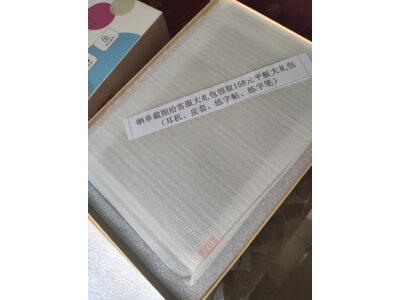 晒单截图给客服大礼包领取158元平板大礼包
(耳机、皮套、练字帖、练字笔)